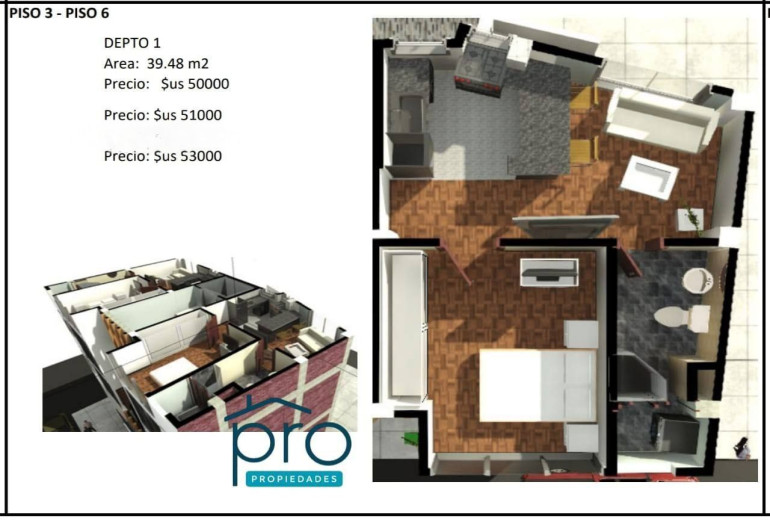 PISO 3 - PISO 6
DEPTO 1
Area: 39.48 m2
Precio: $us 50000
Precio: $us 51000
Precio: $us 53000
pro
PROPIEDADES